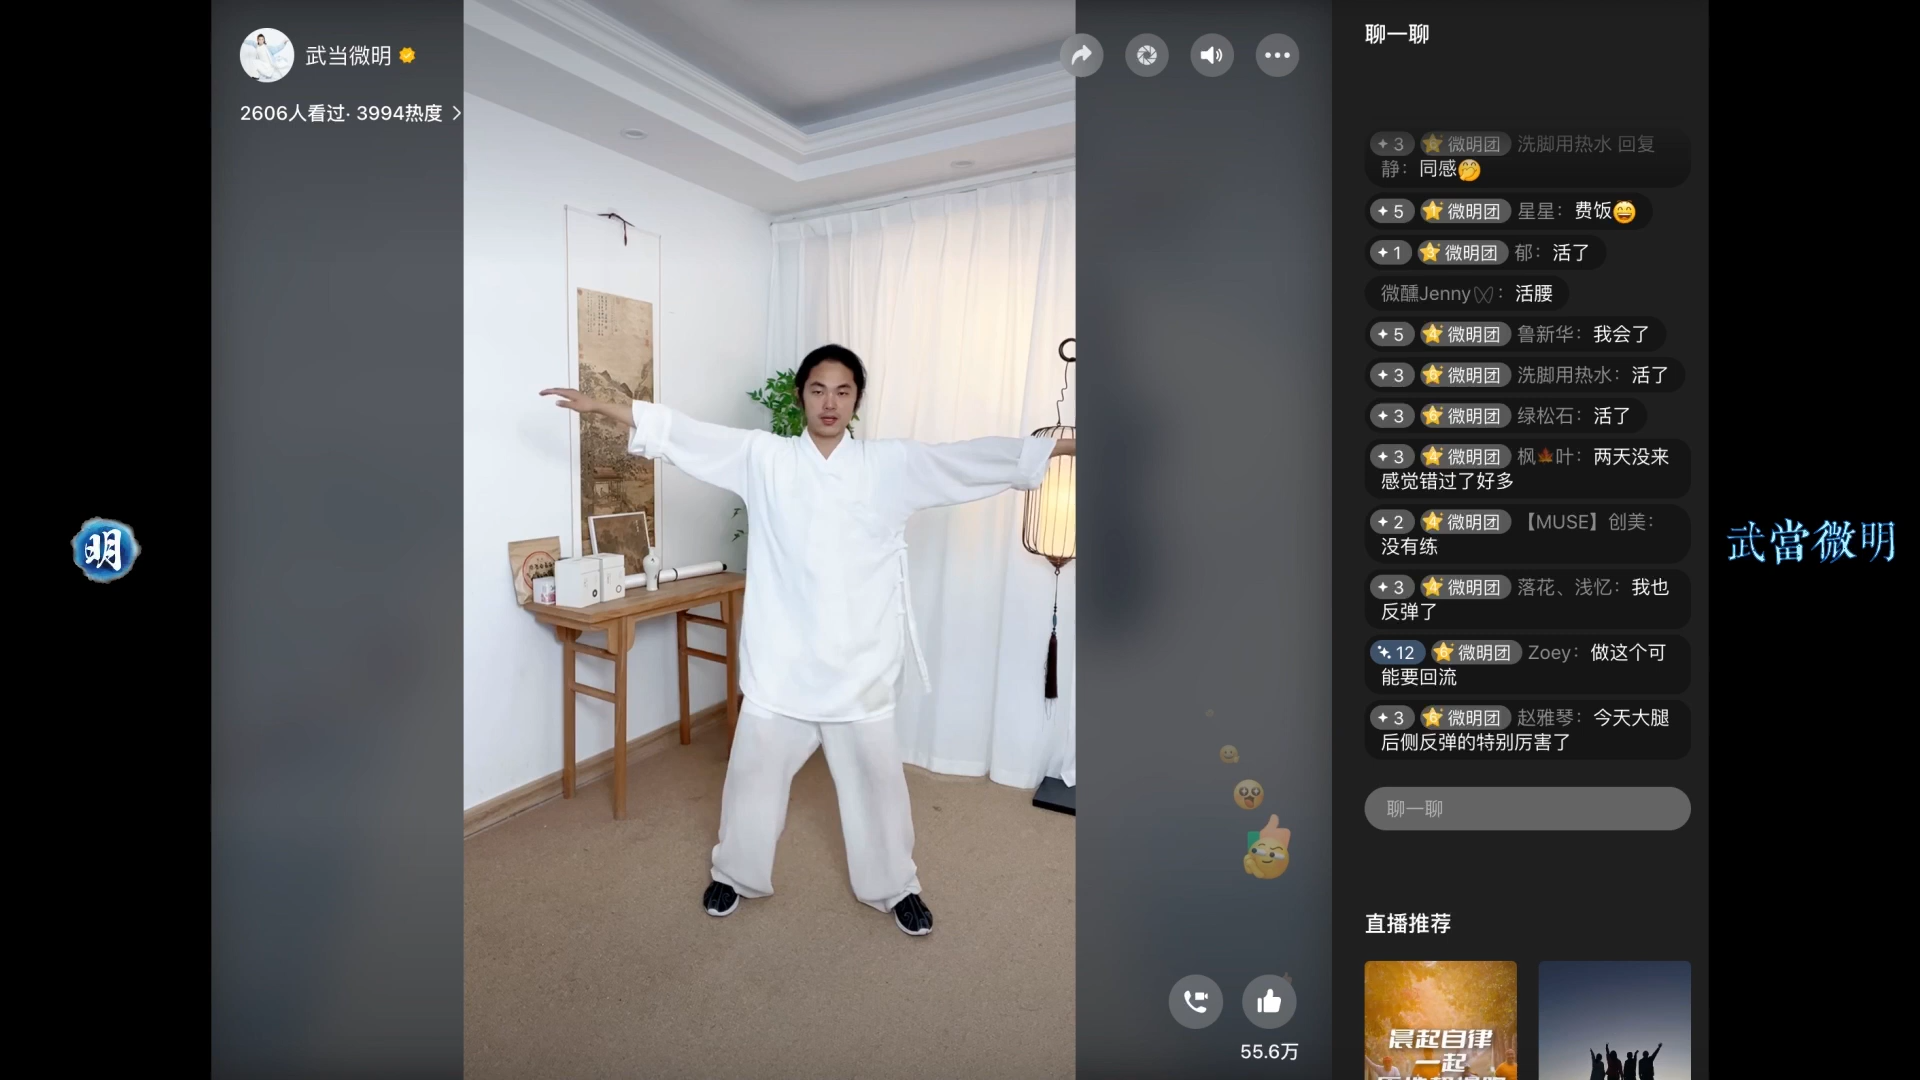 武当微明
2606人看过· 3994热度
聊一聊
3 微明团 洗脚用热水 回复
静： 同感
5 微明团 星星： 费饭
1 微明团 郁： 活了
微醺Jenny： 活腰
5 微明团 鲁新华： 我会了
3 微明团 洗脚用热水： 活了
3 微明团 绿松石： 活了
3 微明团 枫🍁叶： 两天没来
感觉错过了好多
2 微明团 【MUSE】创美：
没有练
3 微明团 落花、浅忆： 我也
反弹了
12 微明团 Zoey： 做这个可
能要回流
3 微明团 赵雅琴： 今天大腿
后侧反弹的特别厉害了
聊一聊
明
武當微明
直播推荐
55.6万
晨起自律
一起